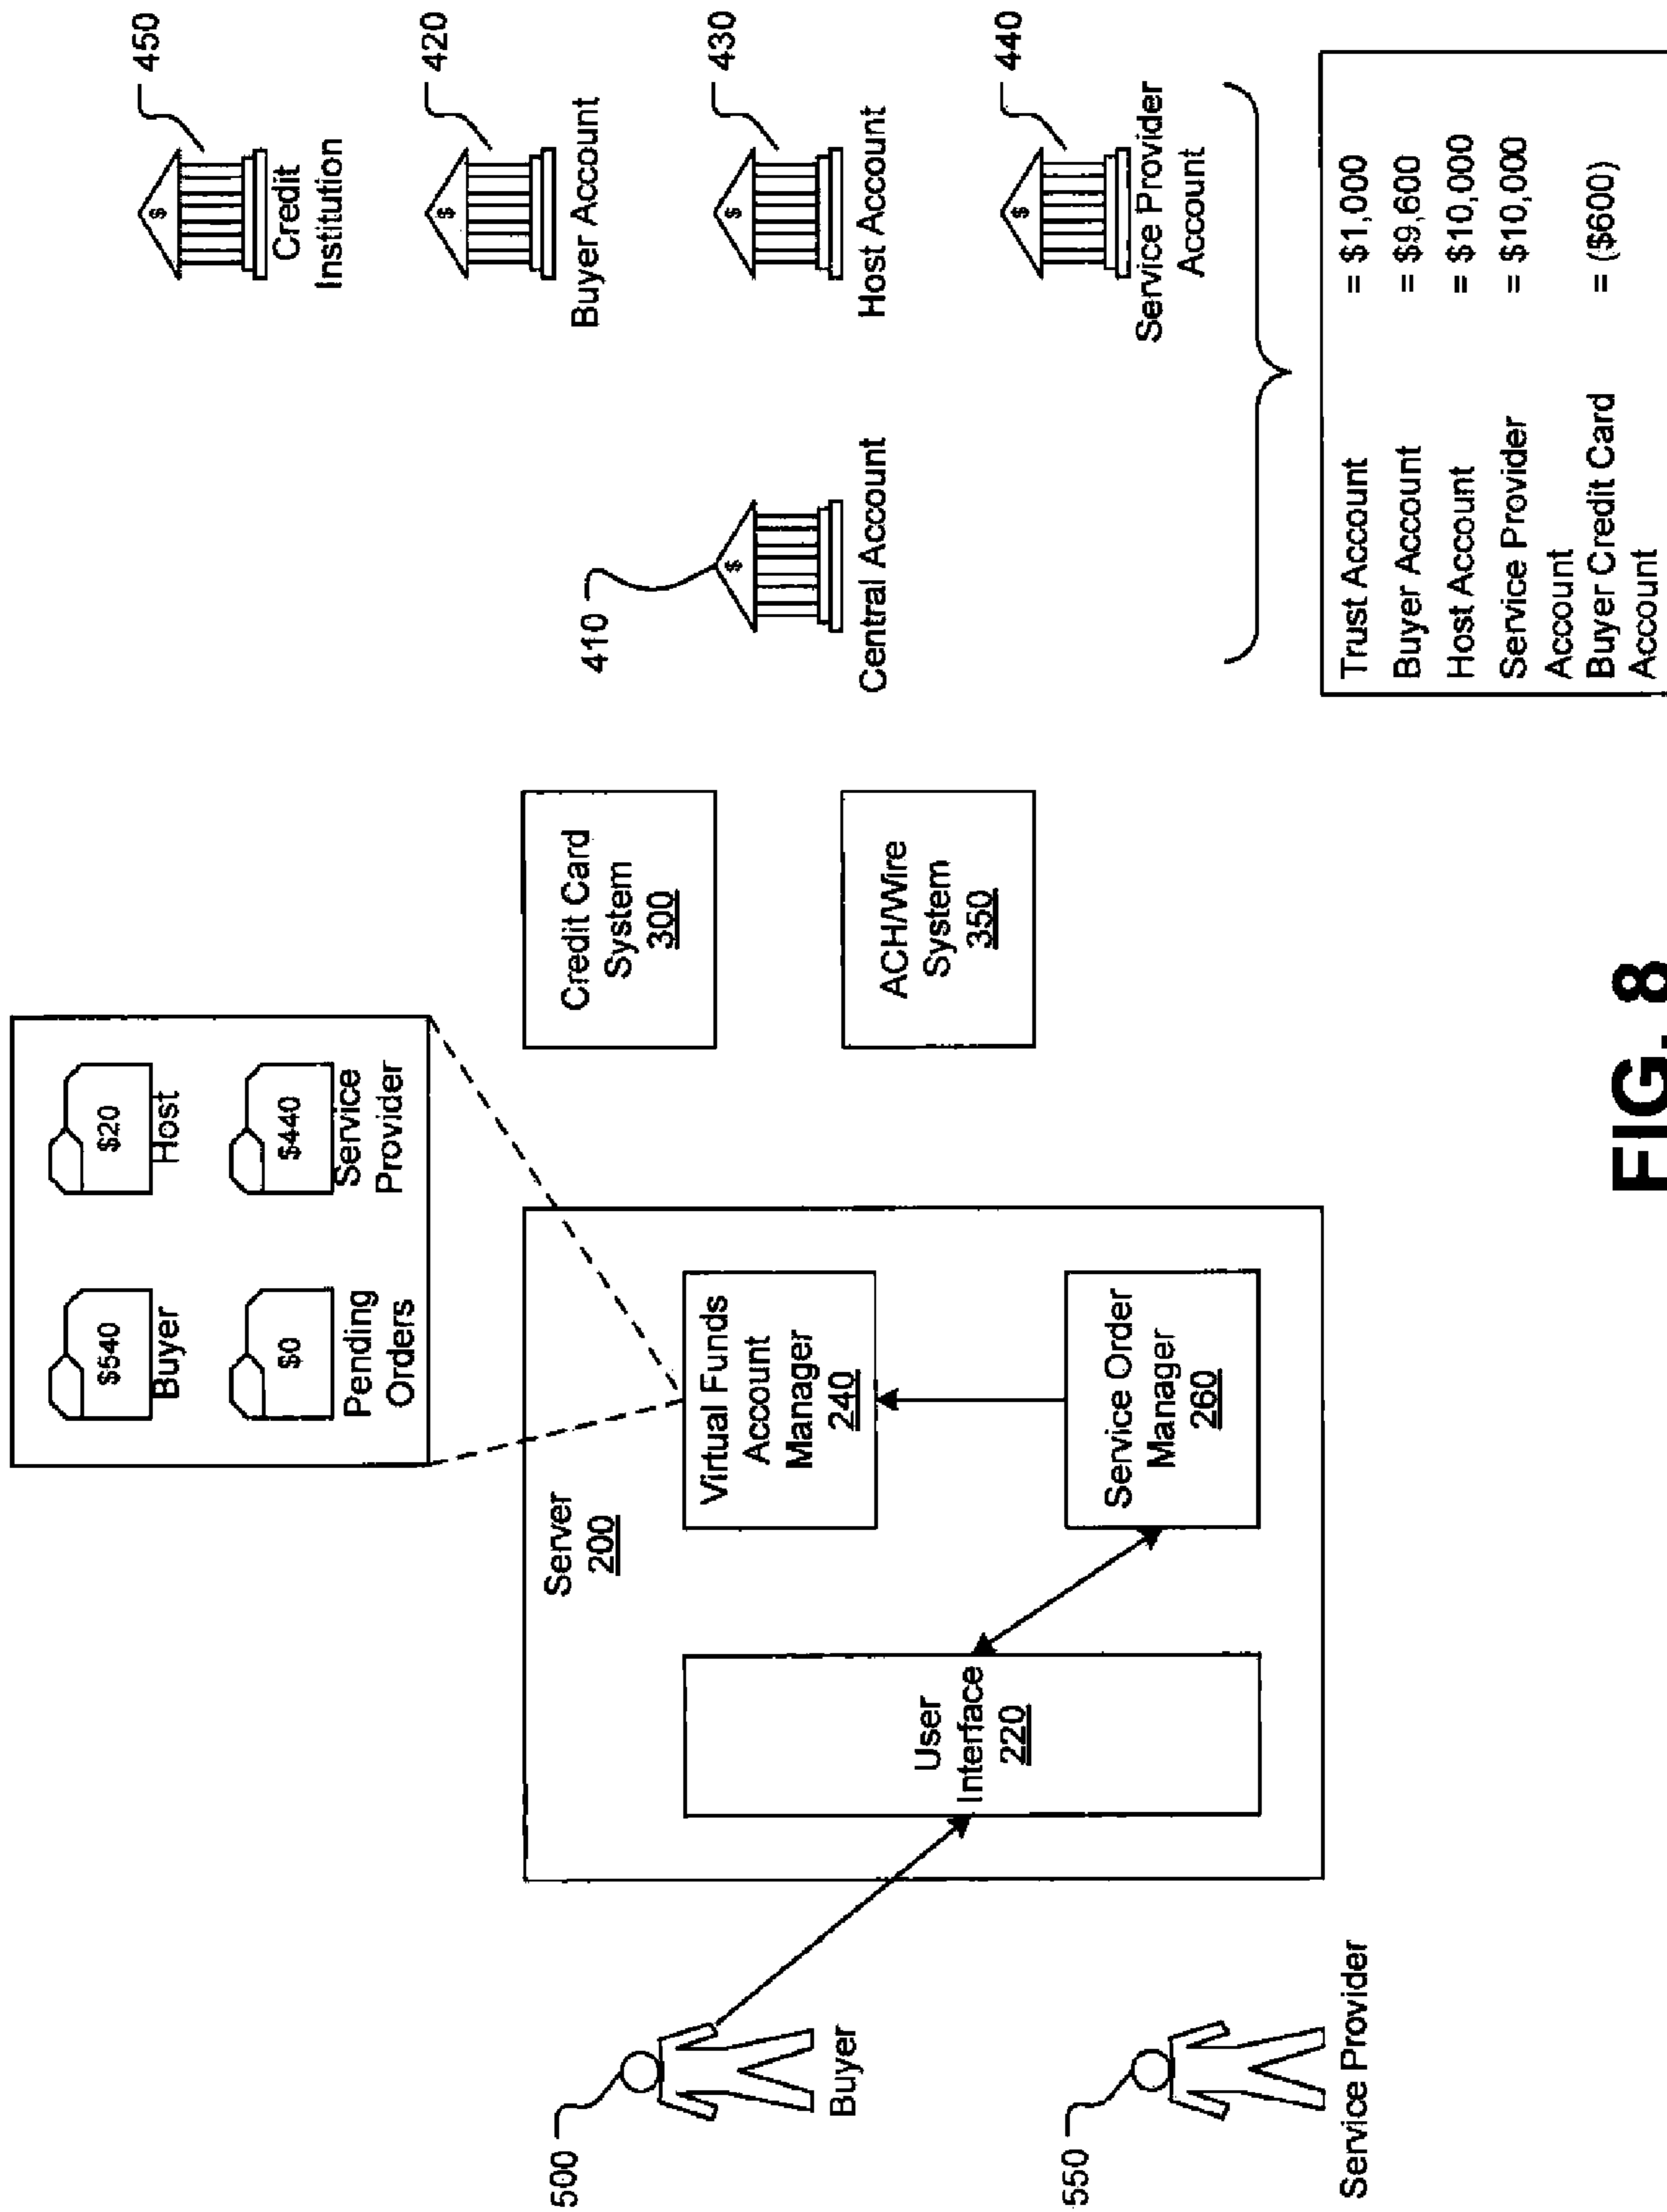 $540
Buyer
$20
Host
$0
Pending
Orders
$440
Service
Provider
500
Buyer
550
Service Provider
Server
200
User
Interface
220
Virtual Funds
Account
Manager
240
Service Order
Manager
260
Credit Card
System
300
ACH/Wire
System
350
410
$
Central Account
450
$
Credit
Institution
420
$
Buyer Account
430
$
Host Account
440
$
Service Provider
Account
Trust Account = $1,000
Buyer Account = $9,600
Host Account = $10,000
Service Provider = $10,000
Account
Buyer Credit Card = ($600)
Account
FIG. 8